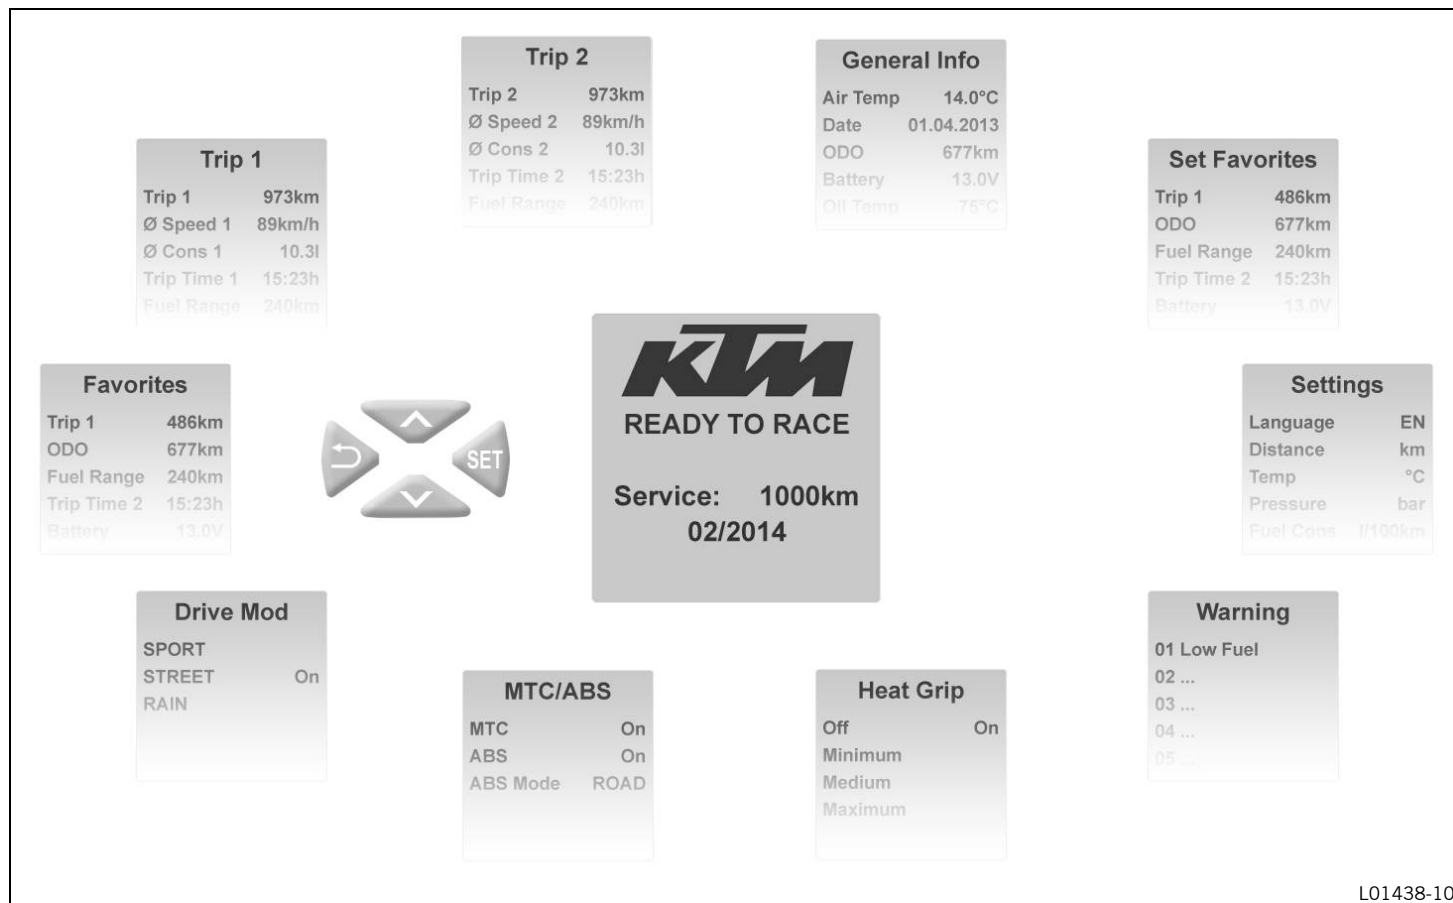 Trip 2
Trip 2 973km
Ø Speed 2 89km/h
Ø Cons 2 10.3l
Trip Time 2 15:23h
Fuel Range 240km
General Info
Air Temp 14.0°C
Date 01.04.2013
ODO 677km
Battery 13.0V
Oil Temp 75°C
Trip 1
Trip 1 973km
Ø Speed 1 89km/h
Ø Cons 1 10.3l
Trip Time 1 15:23h
Fuel Range 240km
Set Favorites
Trip 1 486km
ODO 677km
Fuel Range 240km
Trip Time 2 15:23h
Battery 13.0V
Favorites
Trip 1 486km
ODO 677km
Fuel Range 240km
Trip Time 2 15:23h
Battery 13.0V
SET
KTM
READY TO RACE
Service: 1000km
02/2014
Settings
Language EN
Distance km
Temp °C
Pressure bar
Fuel Cons l/100km
Drive Mod
SPORT
STREET On
RAIN
MTC/ABS
MTC On
ABS On
ABS Mode ROAD
Heat Grip
Off On
Minimum
Medium
Maximum
Warning
01 Low Fuel
02 ...
03 ...
04 ...
05 ...
L01438-10